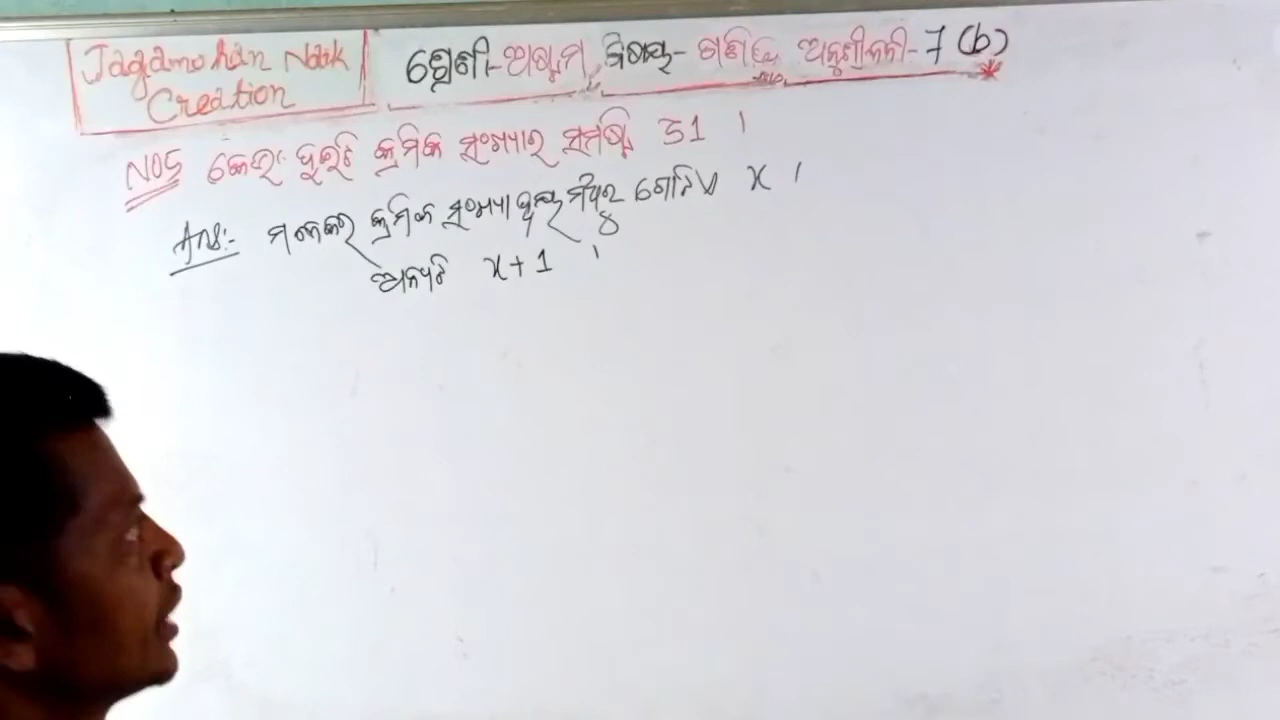 Jagamohan Naik
Creation
ଶ୍ରେଣୀ-ଅଷ୍ଟମ, ବିଷୟ- ଗଣିତ, ଅନୁଶୀଳନୀ-7(b)
NO5 କେଉଁ ଦୁଇଟି କ୍ରମିକ ସଂଖ୍ୟାର ସମଷ୍ଟି 31 ।
Ans:- ମନେକର କ୍ରମିକ ସଂଖ୍ୟା ଦ୍ୱୟ ମଧ୍ୟରୁ ଗୋଟିଏ x ।
ଅନ୍ୟଟି x+1 ।